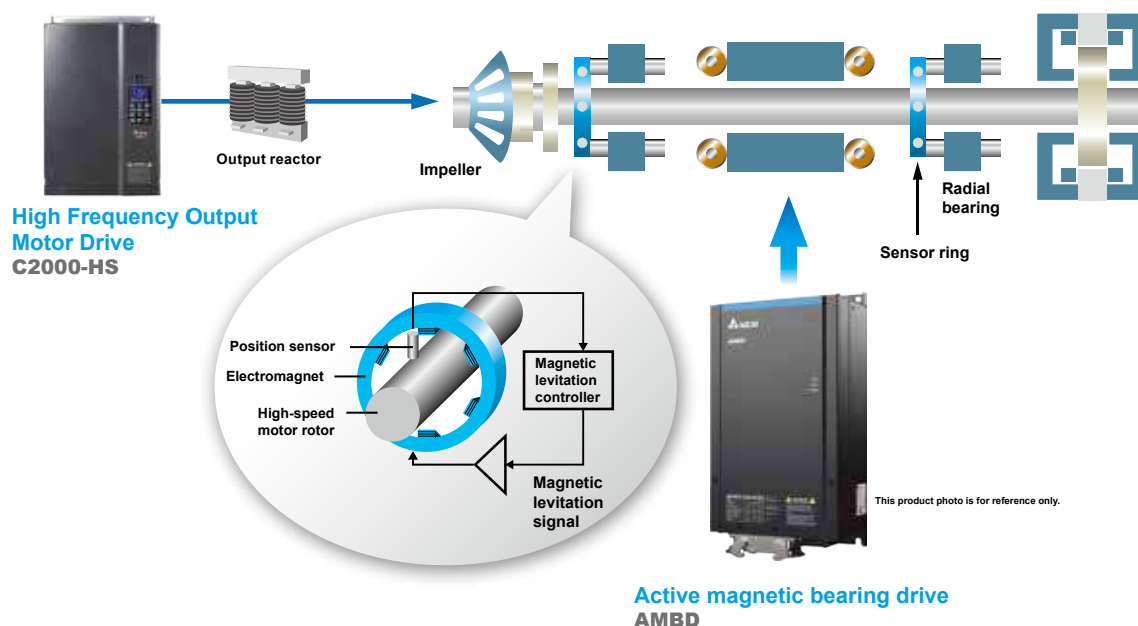 Output reactor
Impeller
Radial
bearing
Sensor ring
High Frequency Output
Motor Drive
C2000-HS
Position sensor
Electromagnet
High-speed
motor rotor
Magnetic
levitation
controller
Magnetic
levitation
signal
This product photo is for reference only.
Active magnetic bearing drive
AMBD